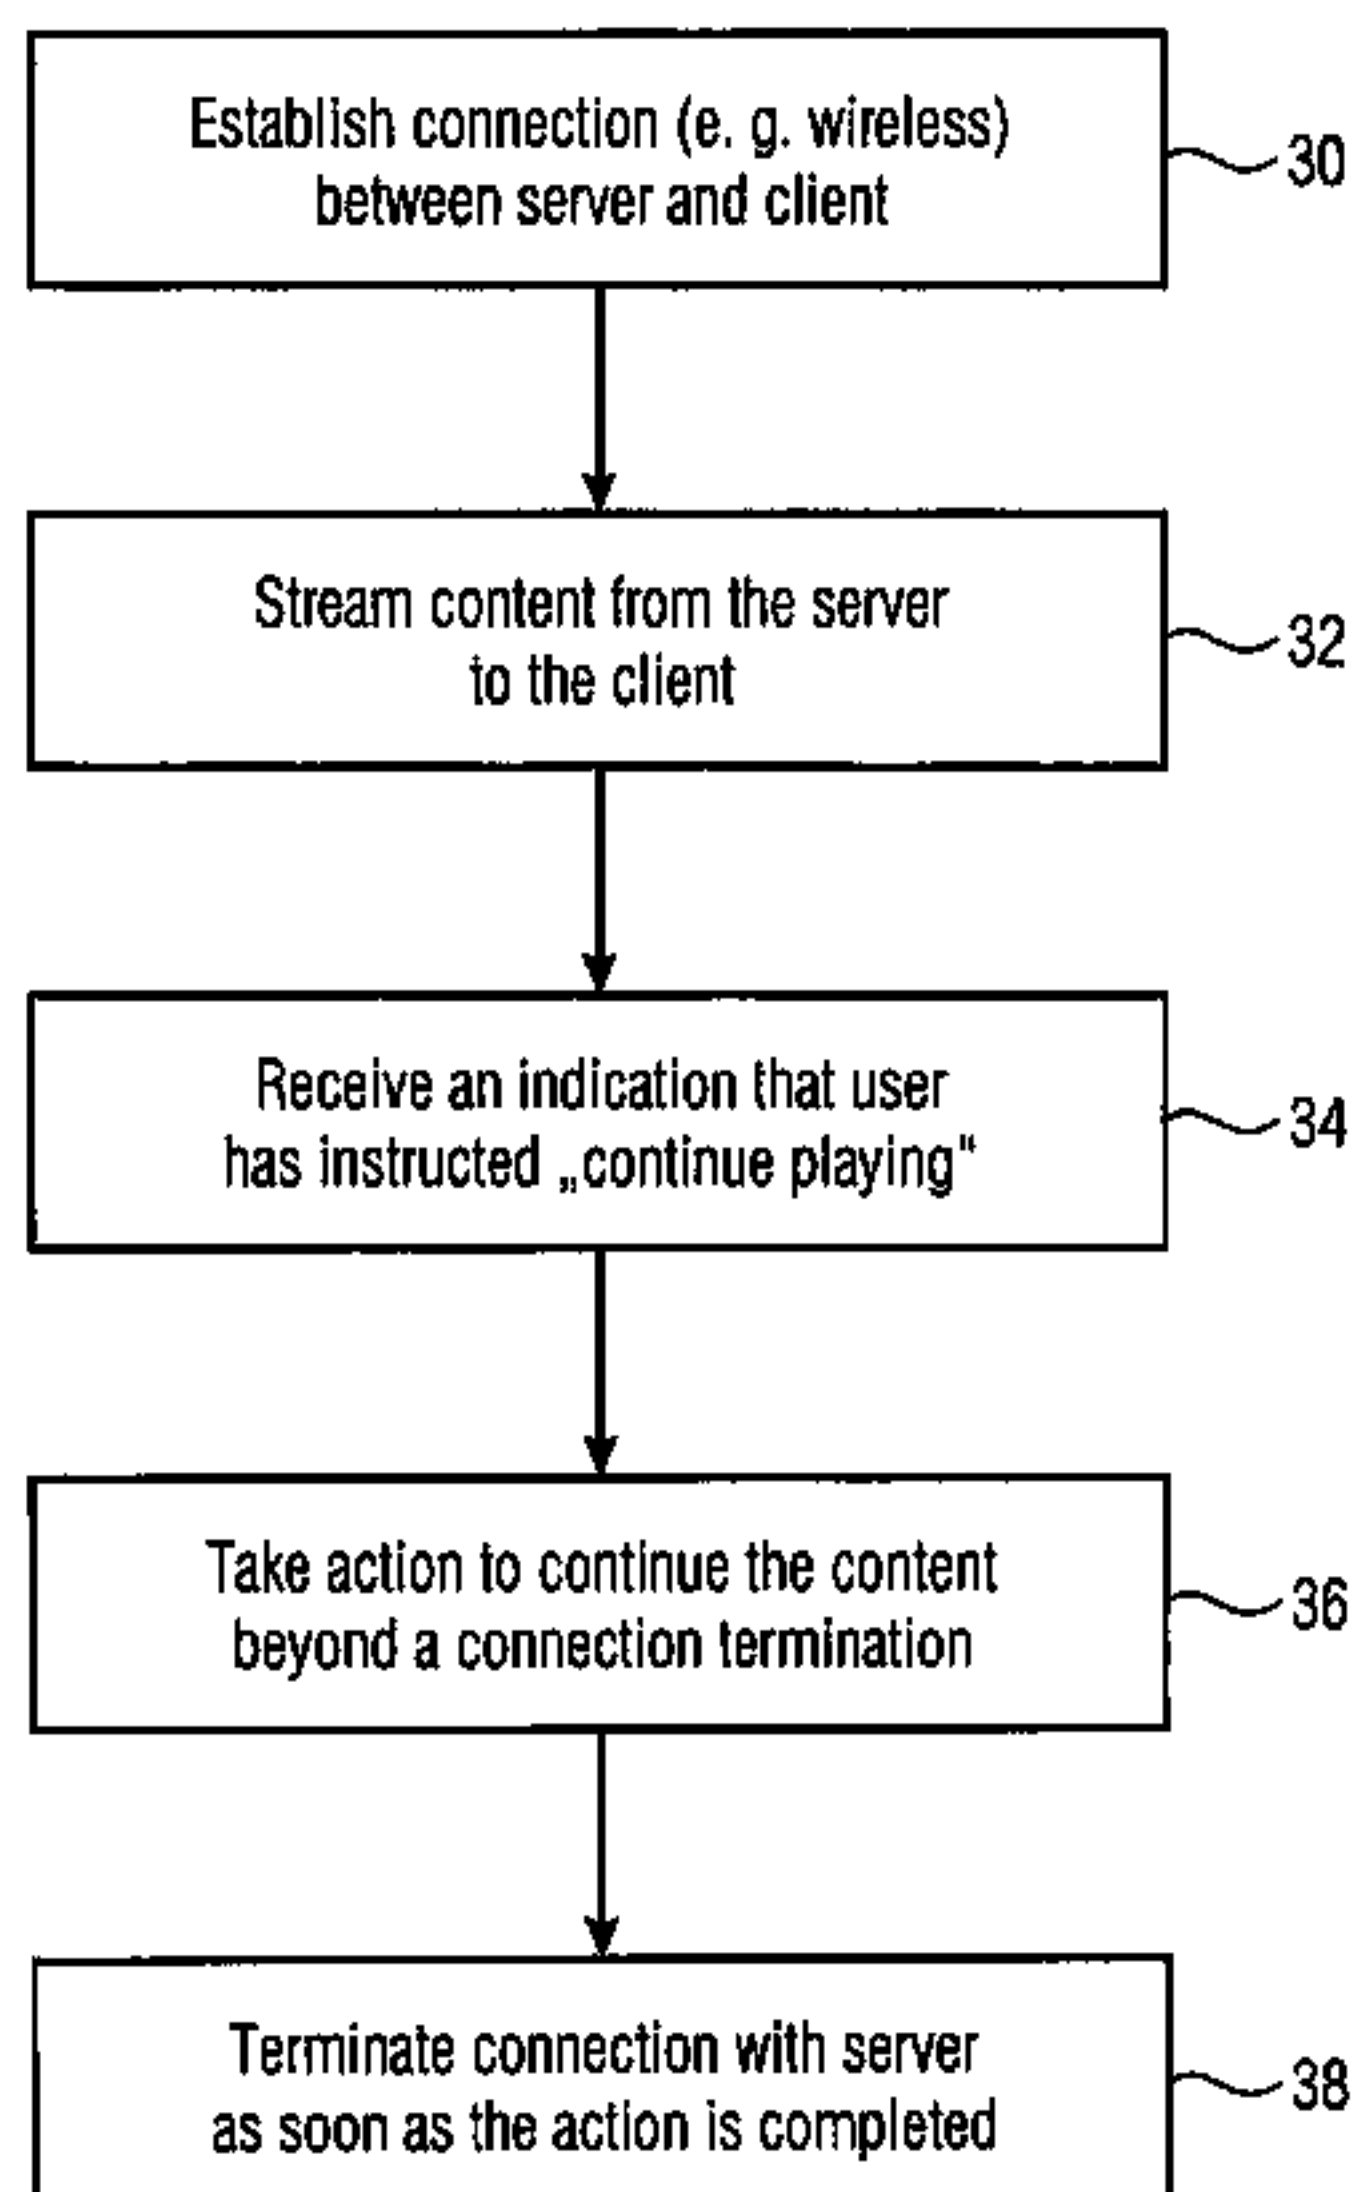 Establish connection (e. g. wireless)
between server and client
30
Stream content from the server
to the client
32
Receive an indication that user
has instructed „continue playing“
34
Take action to continue the content
beyond a connection termination
36
Terminate connection with server
as soon as the action is completed
38